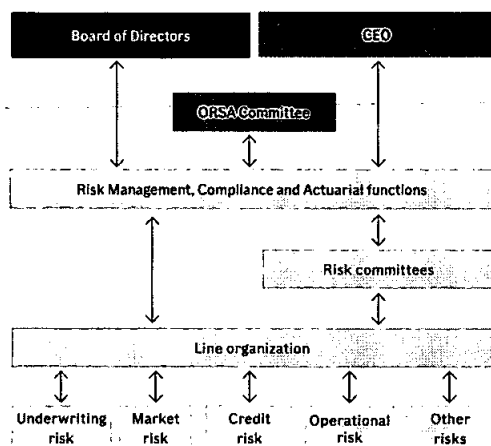 Board of Directors
CEO
ORSA Committee
Risk Management, Compliance and Actuarial functions
Risk committees
Line organization
Underwriting
risk
Market
risk
Credit
risk
Operational
risk
Other
risks